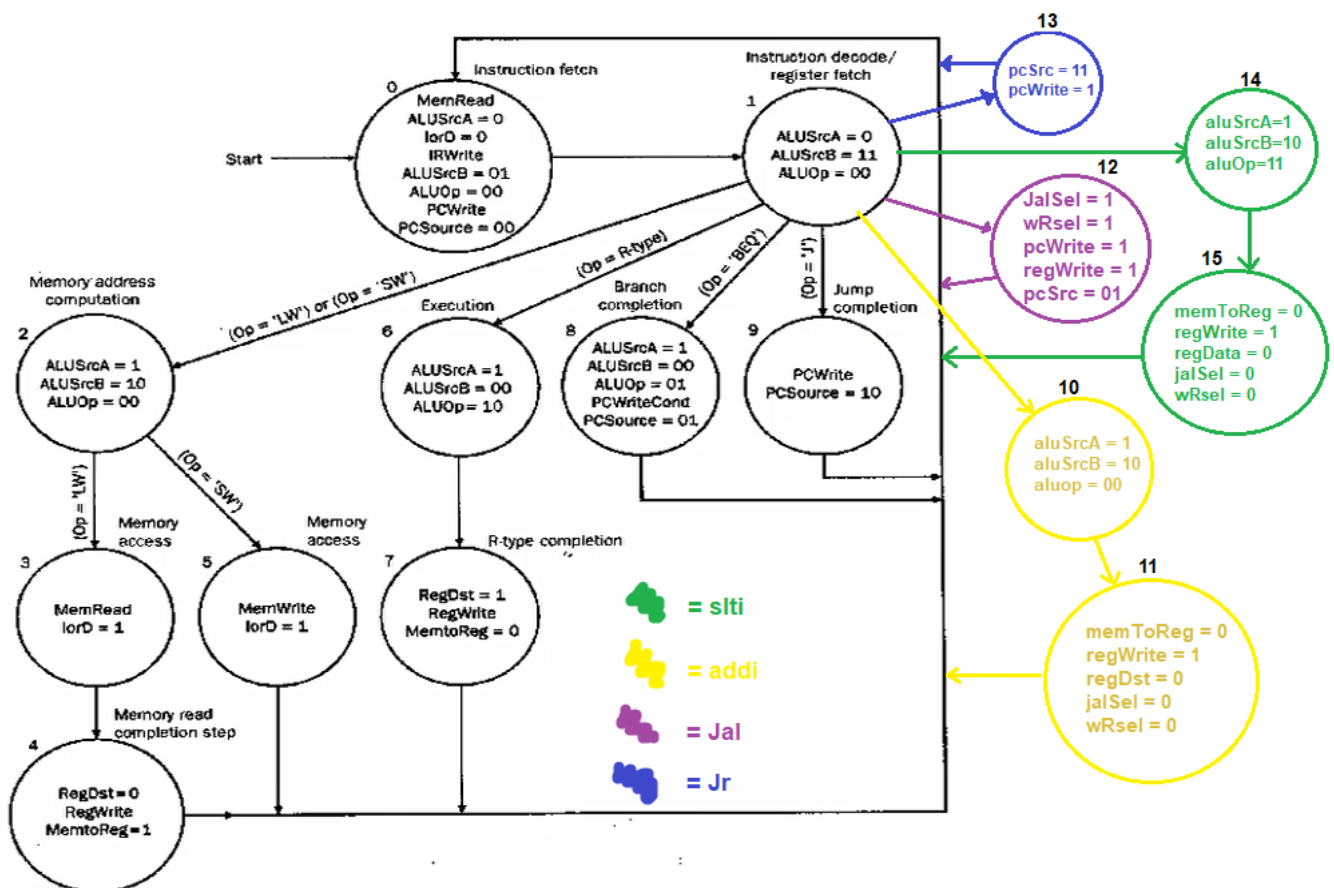 Instruction fetch
0
MemRead
ALUSrcA = 0
IorD = 0
IRWrite
ALUSrcB = 01
ALUOp = 00
PCWrite
PCSource = 00
Start
Instruction decode/
register fetch
1
ALUSrcA = 0
ALUSrcB = 11
ALUOp = 00
13
pcSrc = 11
pcWrite = 1
14
aluSrcA=1
aluSrcB=10
aluOp=11
12
JalSel = 1
wRsel = 1
pcWrite = 1
regWrite = 1
pcSrc = 01
15
memToReg = 0
regWrite = 1
regData = 0
jalSel = 0
wRsel = 0
(Op = 'LW') or (Op = 'SW')
(Op = R-type)
(Op = 'BEQ')
(Op = 'J')
Memory address
computation
2
ALUSrcA = 1
ALUSrcB = 10
ALUOp = 00
Execution
6
ALUSrcA =1
ALUSrcB = 00
ALUOp= 10
Branch
completion
8
ALUSrcA = 1
ALUSrcB = 00
ALUOp = 01
PCWriteCond
PCSource = 01
Jump
completion
9
PCWrite
PCSource = 10
10
aluSrcA = 1
aluSrcB = 10
aluop = 00
(Op = 'LW')
(Op = 'SW')
Memory
access
3
MemRead
IorD = 1
Memory
access
5
MemWrite
IorD = 1
R-type completion
7
RegDst = 1
RegWrite
MemtoReg = 0
11
memToReg = 0
regWrite = 1
regDst = 0
jalSel = 0
wRsel = 0
= slti
= addi
= Jal
= Jr
Memory read
completion step
4
RegDst=0
RegWrite
MemtoReg=1